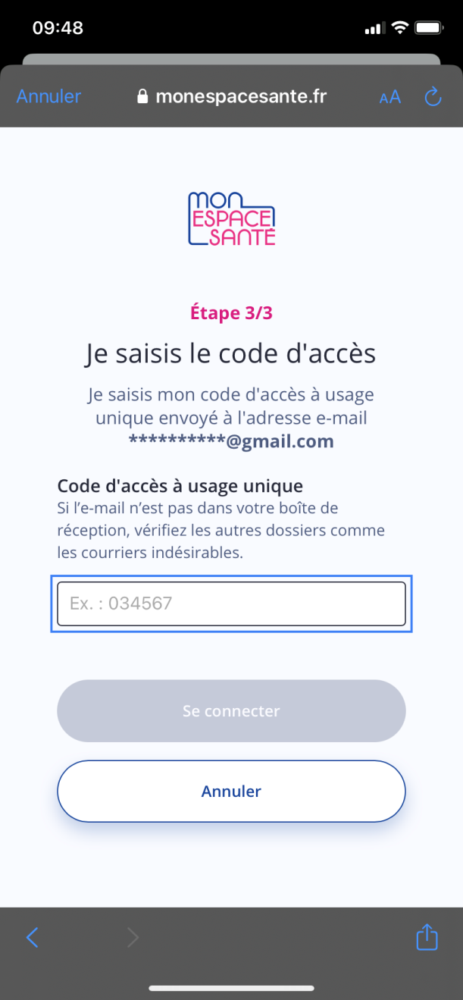 09:48
Annuler
monespacesante.fr
AA
mon
ESPACE
SANTÉ
Étape 3/3
Je saisis le code d'accès
Je saisis mon code d'accès à usage
unique envoyé à l'adresse e-mail
**********@gmail.com
Code d'accès à usage unique
Si l’e-mail n’est pas dans votre boîte de
réception, vérifiez les autres dossiers comme
les courriers indésirables.
Ex. : 034567
Se connecter
Annuler